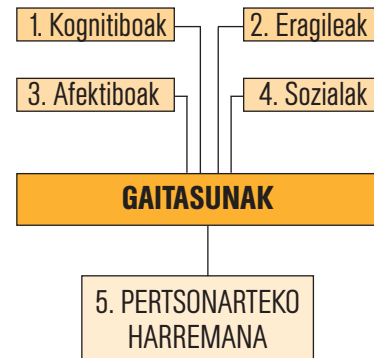 1. Kognitiboak
2. Eragileak
3. Afektiboak
4. Sozialak
GAITASUNAK
5. PERTSONARTEKO
HARREMANA